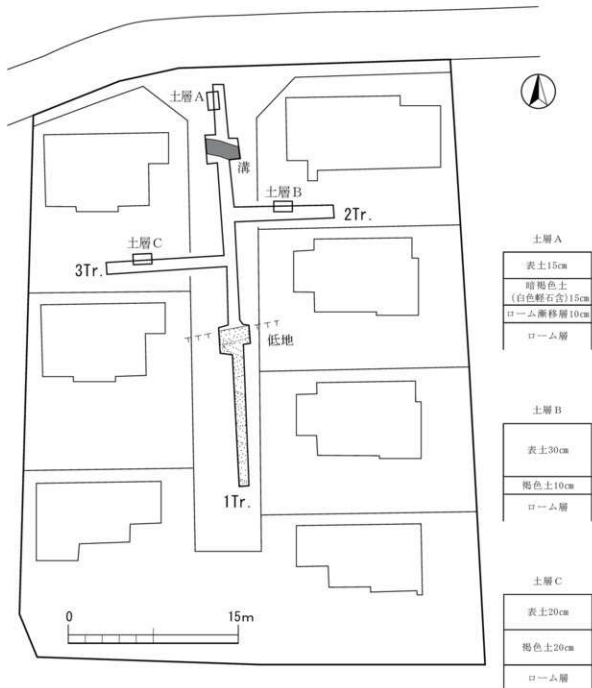 土層A
溝
土層B
2Tr.
土層C
3Tr.
低地
1Tr.
0
15m
土層A
表土15cm
暗褐色土
(白色軽石含)15cm
ローム漸移層10cm
ローム層
土層B
表土30cm
褐色土10cm
ローム層
土層C
表土20cm
褐色土20cm
ローム層